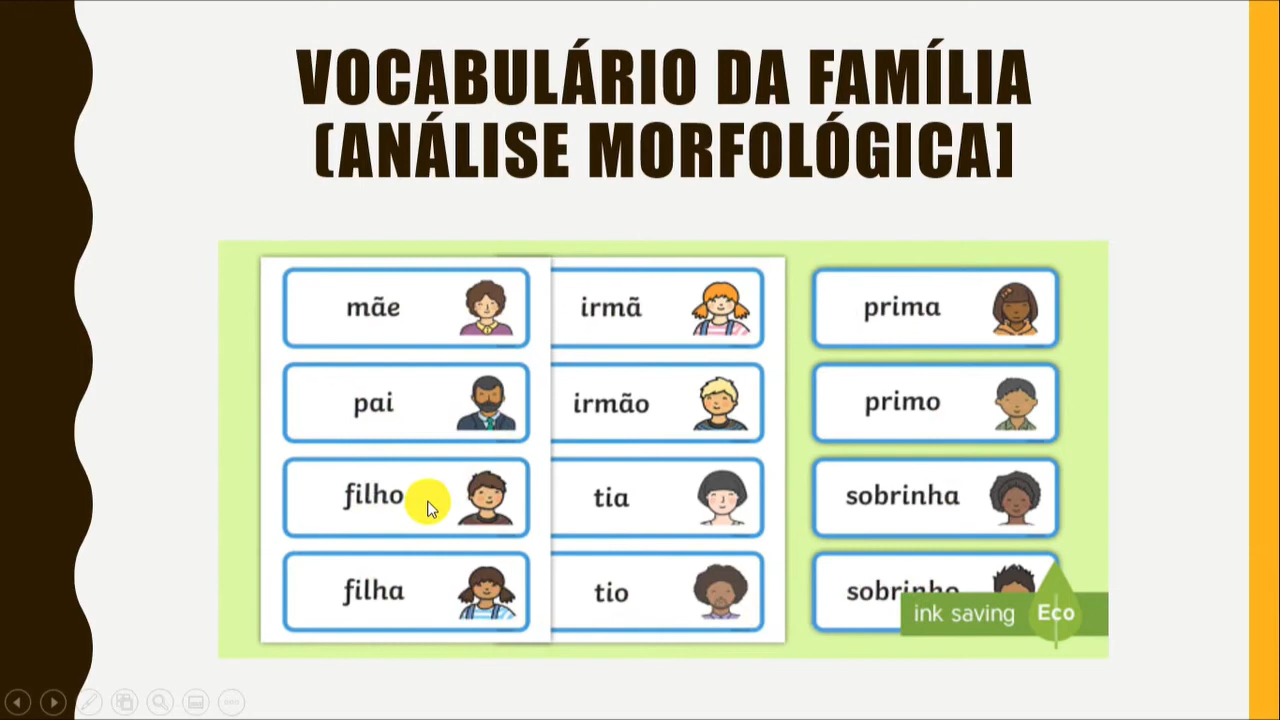 VOCABULÁRIO DA FAMÍLIA
(ANÁLISE MORFOLÓGICA]
mãe
pai
filho
filha
irmã
irmão
tia
tio
prima
primo
sobrinha
sobrinho
ink saving Eco